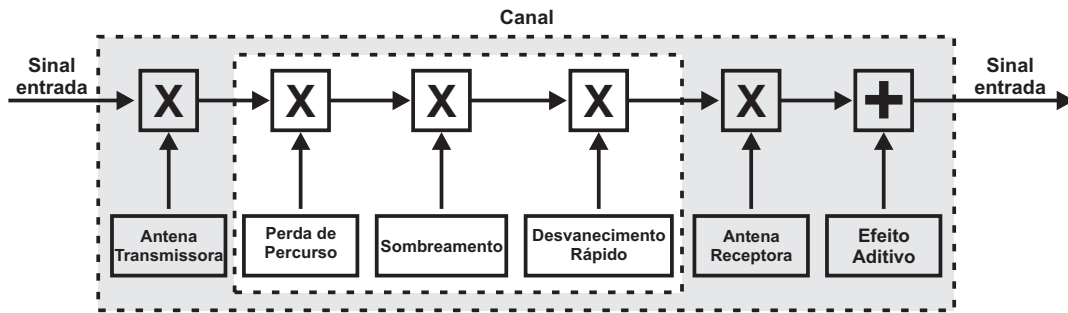 Canal
Sinal
entrada
Sinal
entrada
X
X
X
X
X
+
Antena
Transmissora
Perda de
Percurso
Sombreamento
Desvanecimento
Rápido
Antena
Receptora
Efeito
Aditivo